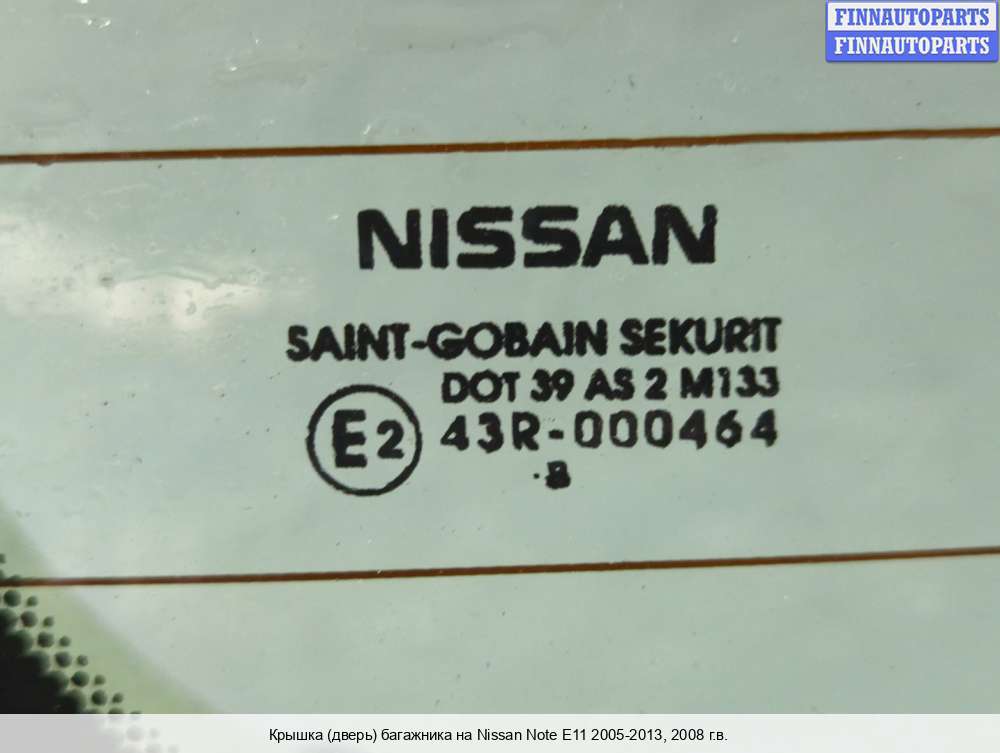 FINNAUTOPARTS
FINNAUTOPARTS
NISSAN
SAINT-GOBAIN SEKURIT
DOT 39 AS 2 M133
E2 43R-000464
.B
Крышка (дверь) багажника на Nissan Note E11 2005-2013, 2008 г.в.